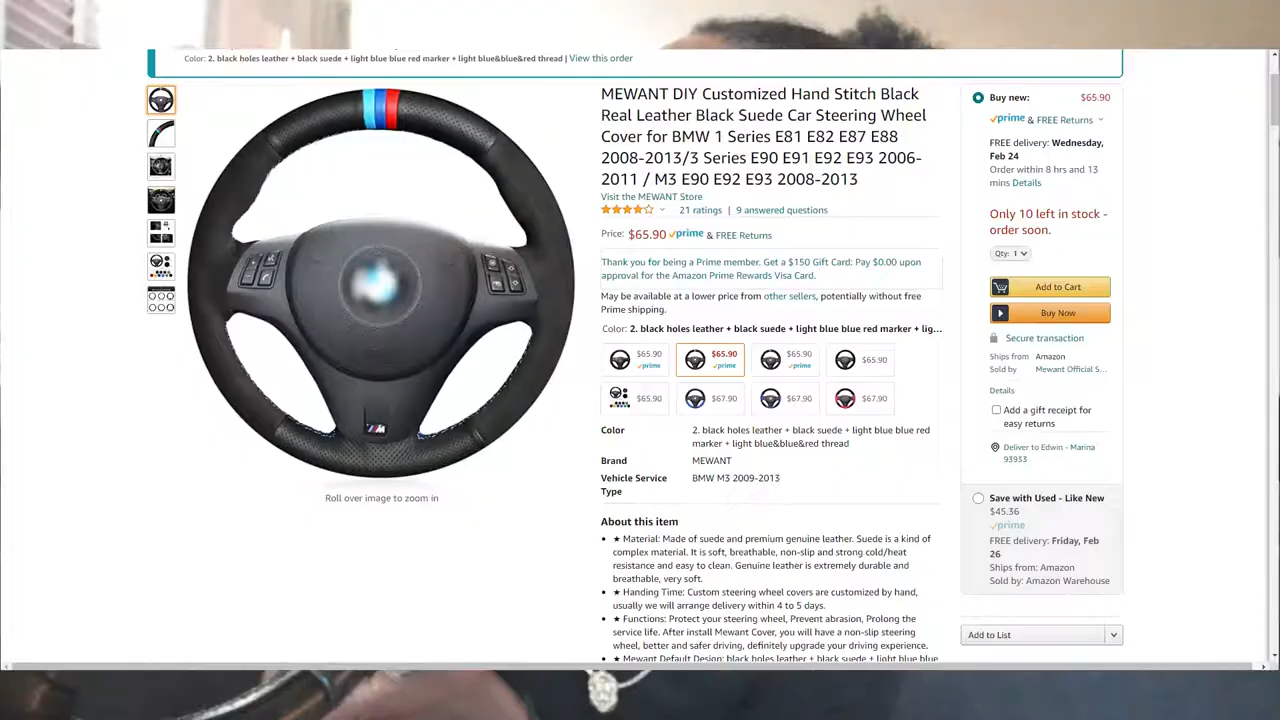 Color: 2. black holes leather + black suede + light blue blue red marker + light blue&blue&red thread | View this order
MEWANT DIY Customized Hand Stitch Black
Real Leather Black Suede Car Steering Wheel
Cover for BMW 1 Series E81 E82 E87 E88
2008-2013/3 Series E90 E91 E92 E93 2006-
2011 / M3 E90 E92 E93 2008-2013
Visit the MEWANT Store
21 ratings | 9 answered questions
Price: $65.90 prime & FREE Returns
Thank you for being a Prime member. Get a $150 Gift Card: Pay $0.00 upon
approval for the Amazon Prime Rewards Visa Card.
May be available at a lower price from other sellers, potentially without free
Prime shipping.
Color: 2. black holes leather + black suede + light blue blue red marker + lig...
$65.90 prime
$65.90 prime
$65.90 prime
$65.90
$65.90
$67.90
$67.90
$67.90
Color 2. black holes leather + black suede + light blue blue red
marker + light blue&blue&red thread
Brand MEWANT
Vehicle Service BMW M3 2009-2013
Type
About this item
★ Material: Made of suede and premium genuine leather. Suede is a kind of
complex material. It is soft, breathable, non-slip and strong cold/heat
resistance and easy to clean. Genuine leather is extremely durable and
breathable, very soft.
★ Handing Time: Custom steering wheel covers are customized by hand,
usually we will arrange delivery within 4 to 5 days.
★ Functions: Protect your steering wheel, Prevent abrasion, Prolong the
service life. After install Mewant Cover, you will have a non-slip steering
wheel, better and safer driving, definitely upgrade your driving experience.
★ Mewant Default Design: black holes leather + black suede + light blue blue
M
Roll over image to zoom in
Buy new: $65.90
prime & FREE Returns
FREE delivery: Wednesday,
Feb 24
Order within 8 hrs and 13
mins Details
Only 10 left in stock -
order soon.
Qty: 1
Add to Cart
Buy Now
Secure transaction
Ships from Amazon
Sold by Mewant Official S...
Details
Add a gift receipt for
easy returns
Deliver to Edwin - Marina
93933
Save with Used - Like New
$45.36
prime
FREE delivery: Friday, Feb
26
Ships from: Amazon
Sold by: Amazon Warehouse
Add to List